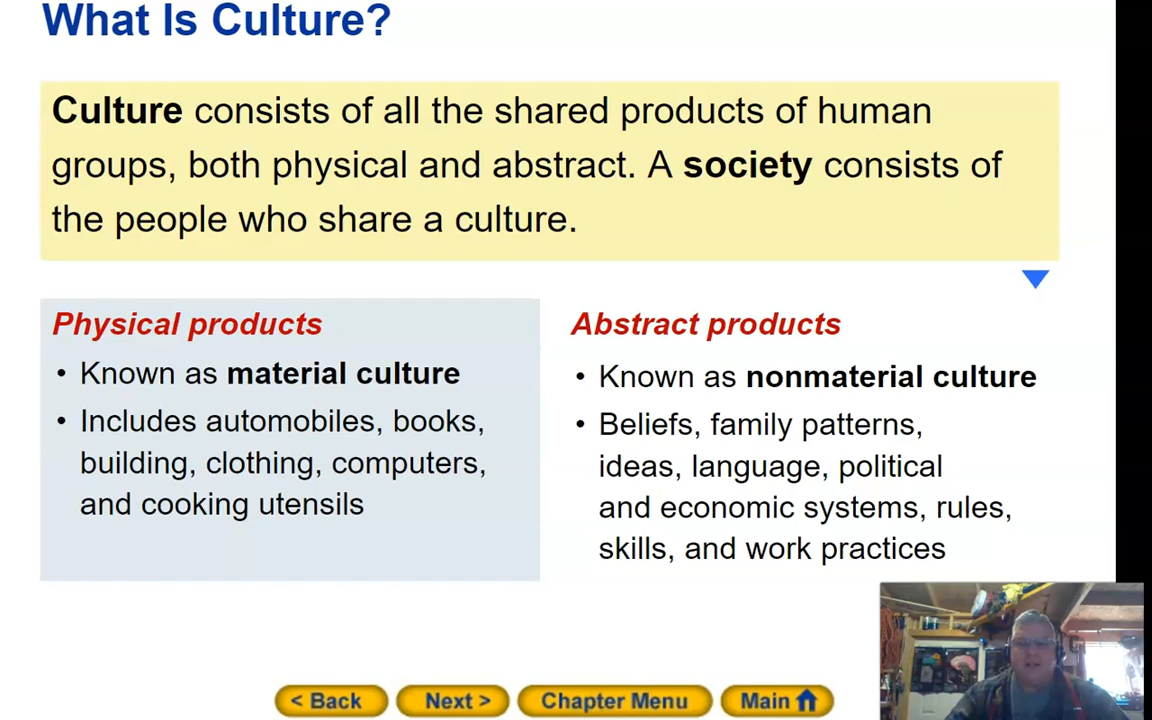 What Is Culture?
Culture consists of all the shared products of human
groups, both physical and abstract. A society consists of
the people who share a culture.
Physical products
• Known as material culture
• Includes automobiles, books,
building, clothing, computers,
and cooking utensils
Abstract products
• Known as nonmaterial culture
• Beliefs, family patterns,
ideas, language, political
and economic systems, rules,
skills, and work practices
< Back
Next >
Chapter Menu
Main